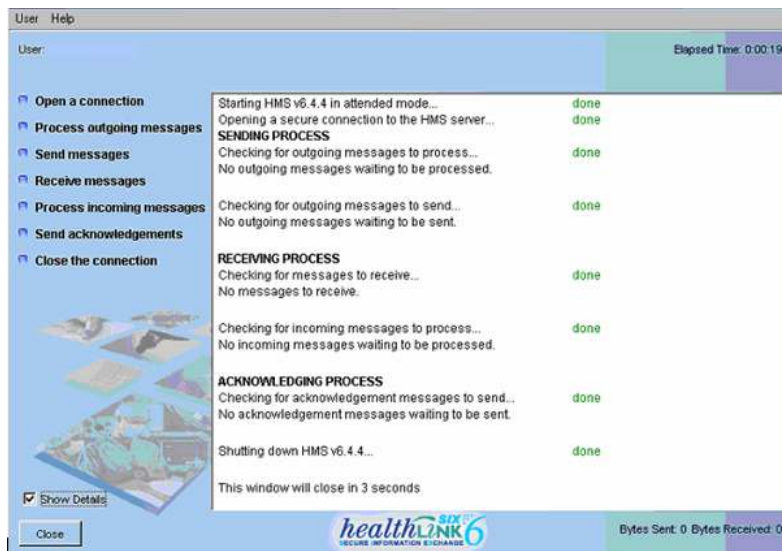 User Help
User:
Elapsed Time: 0:00:19
Open a connection
Process outgoing messages
Send messages
Receive messages
Process incoming messages
Send acknowledgements
Close the connection
Starting HMS v6.4.4 in attended mode... done
Opening a secure connection to the HMS server... done
SENDING PROCESS
Checking for outgoing messages to process... done
No outgoing messages waiting to be processed.
Checking for outgoing messages to send... done
No outgoing messages waiting to be sent.
RECEIVING PROCESS
Checking for messages to receive... done
No messages to receive.
Checking for incoming messages to process... done
No incoming messages waiting to be processed.
ACKNOWLEDGING PROCESS
Checking for acknowledgement messages to send... done
No acknowledgement messages waiting to be sent.
Shutting down HMS v6.4.4... done
This window will close in 3 seconds
Show Details
Close
healthLINK SIX 6
SECURE INFORMATION EXCHANGE
Bytes Sent: 0 Bytes Received: 0